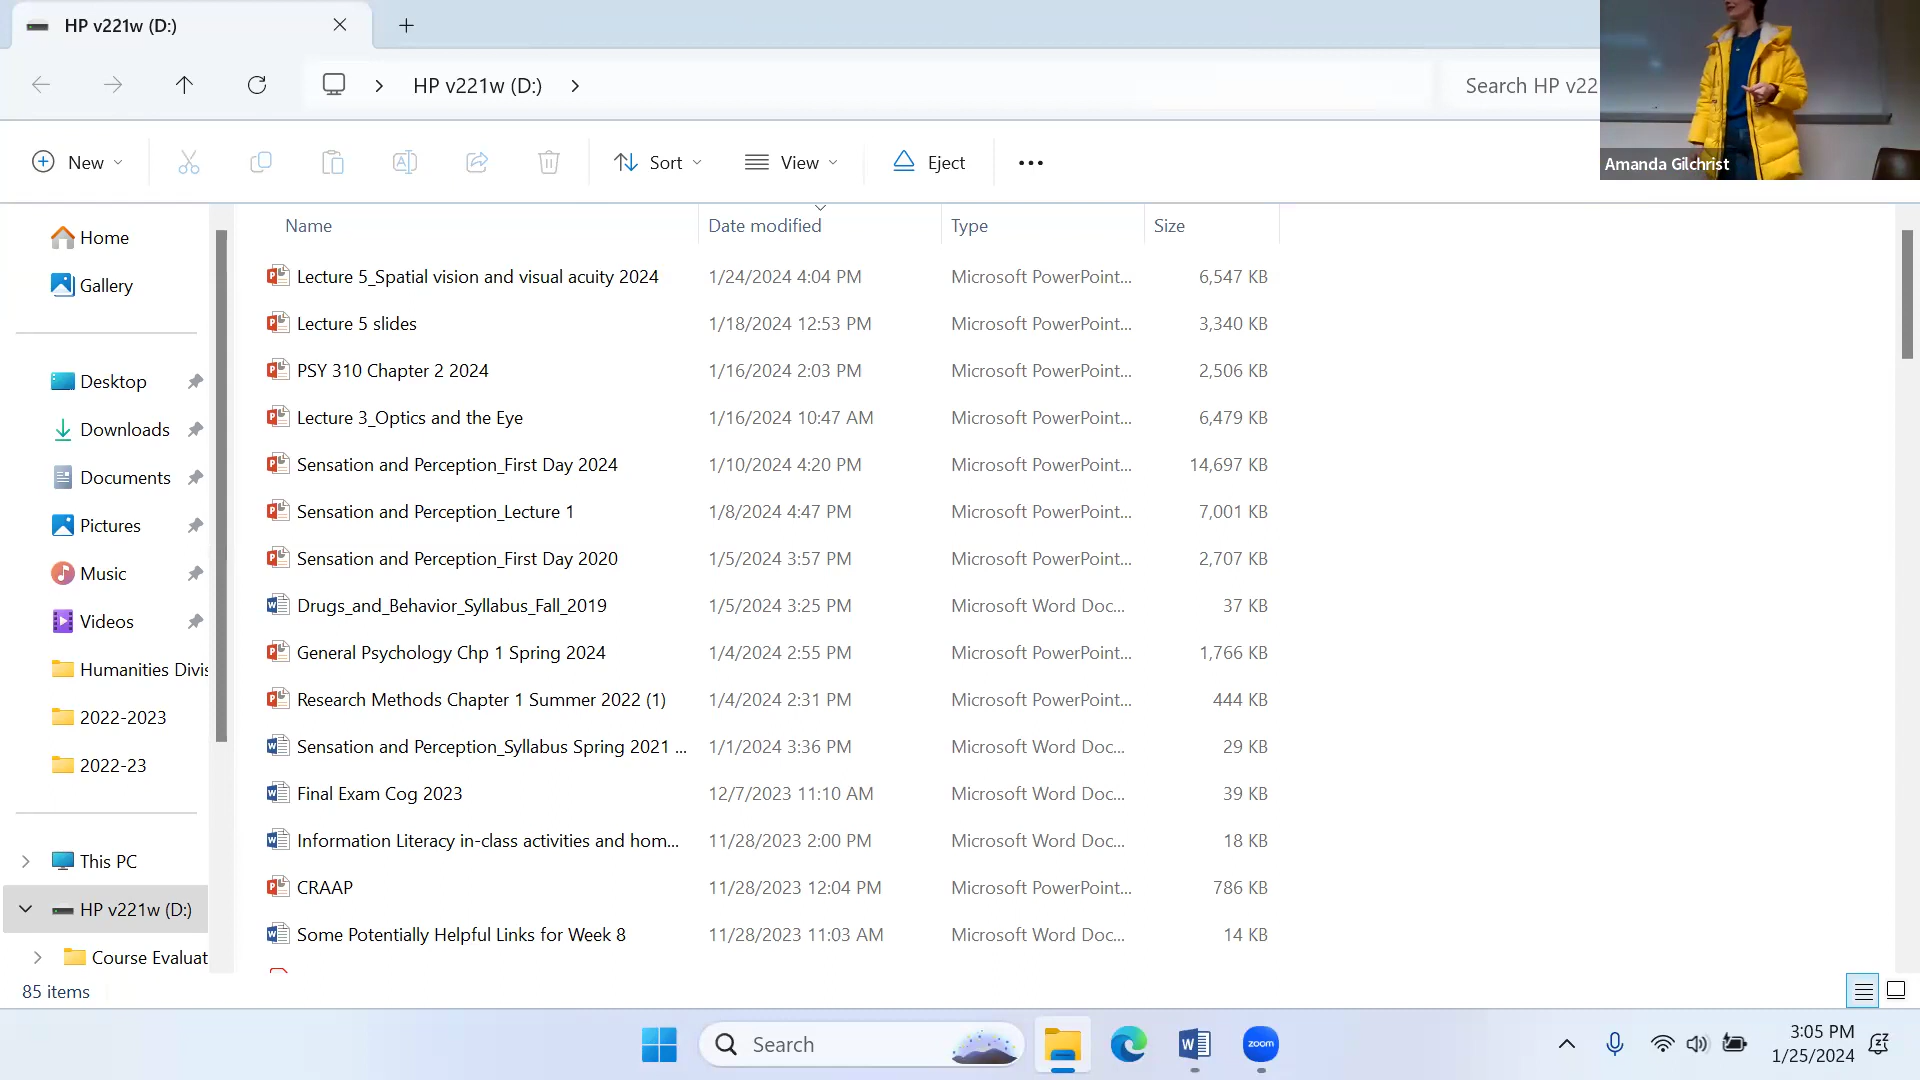 HP v221w (D:)
HP v221w (D:)
Search HP v22
New
Sort
View
Eject
Amanda Gilchrist
Home
Gallery
Desktop
Downloads
Documents
Pictures
Music
Videos
Humanities Divis
2022-2023
2022-23
This PC
HP v221w (D:)
Course Evaluat
Name Date modified Type Size
Lecture 5_Spatial vision and visual acuity 2024 1/24/2024 4:04 PM Microsoft PowerPoint... 6,547 KB
Lecture 5 slides 1/18/2024 12:53 PM Microsoft PowerPoint... 3,340 KB
PSY 310 Chapter 2 2024 1/16/2024 2:03 PM Microsoft PowerPoint... 2,506 KB
Lecture 3_Optics and the Eye 1/16/2024 10:47 AM Microsoft PowerPoint... 6,479 KB
Sensation and Perception_First Day 2024 1/10/2024 4:20 PM Microsoft PowerPoint... 14,697 KB
Sensation and Perception_Lecture 1 1/8/2024 4:47 PM Microsoft PowerPoint... 7,001 KB
Sensation and Perception_First Day 2020 1/5/2024 3:57 PM Microsoft PowerPoint... 2,707 KB
Drugs_and_Behavior_Syllabus_Fall_2019 1/5/2024 3:25 PM Microsoft Word Doc... 37 KB
General Psychology Chp 1 Spring 2024 1/4/2024 2:55 PM Microsoft PowerPoint... 1,766 KB
Research Methods Chapter 1 Summer 2022 (1) 1/4/2024 2:31 PM Microsoft PowerPoint... 444 KB
Sensation and Perception_Syllabus Spring 2021 ... 1/1/2024 3:36 PM Microsoft Word Doc... 29 KB
Final Exam Cog 2023 12/7/2023 11:10 AM Microsoft Word Doc... 39 KB
Information Literacy in-class activities and hom... 11/28/2023 2:00 PM Microsoft Word Doc... 18 KB
CRAAP 11/28/2023 12:04 PM Microsoft PowerPoint... 786 KB
Some Potentially Helpful Links for Week 8 11/28/2023 11:03 AM Microsoft Word Doc... 14 KB
85 items
Search
zoom
3:05 PM
1/25/2024